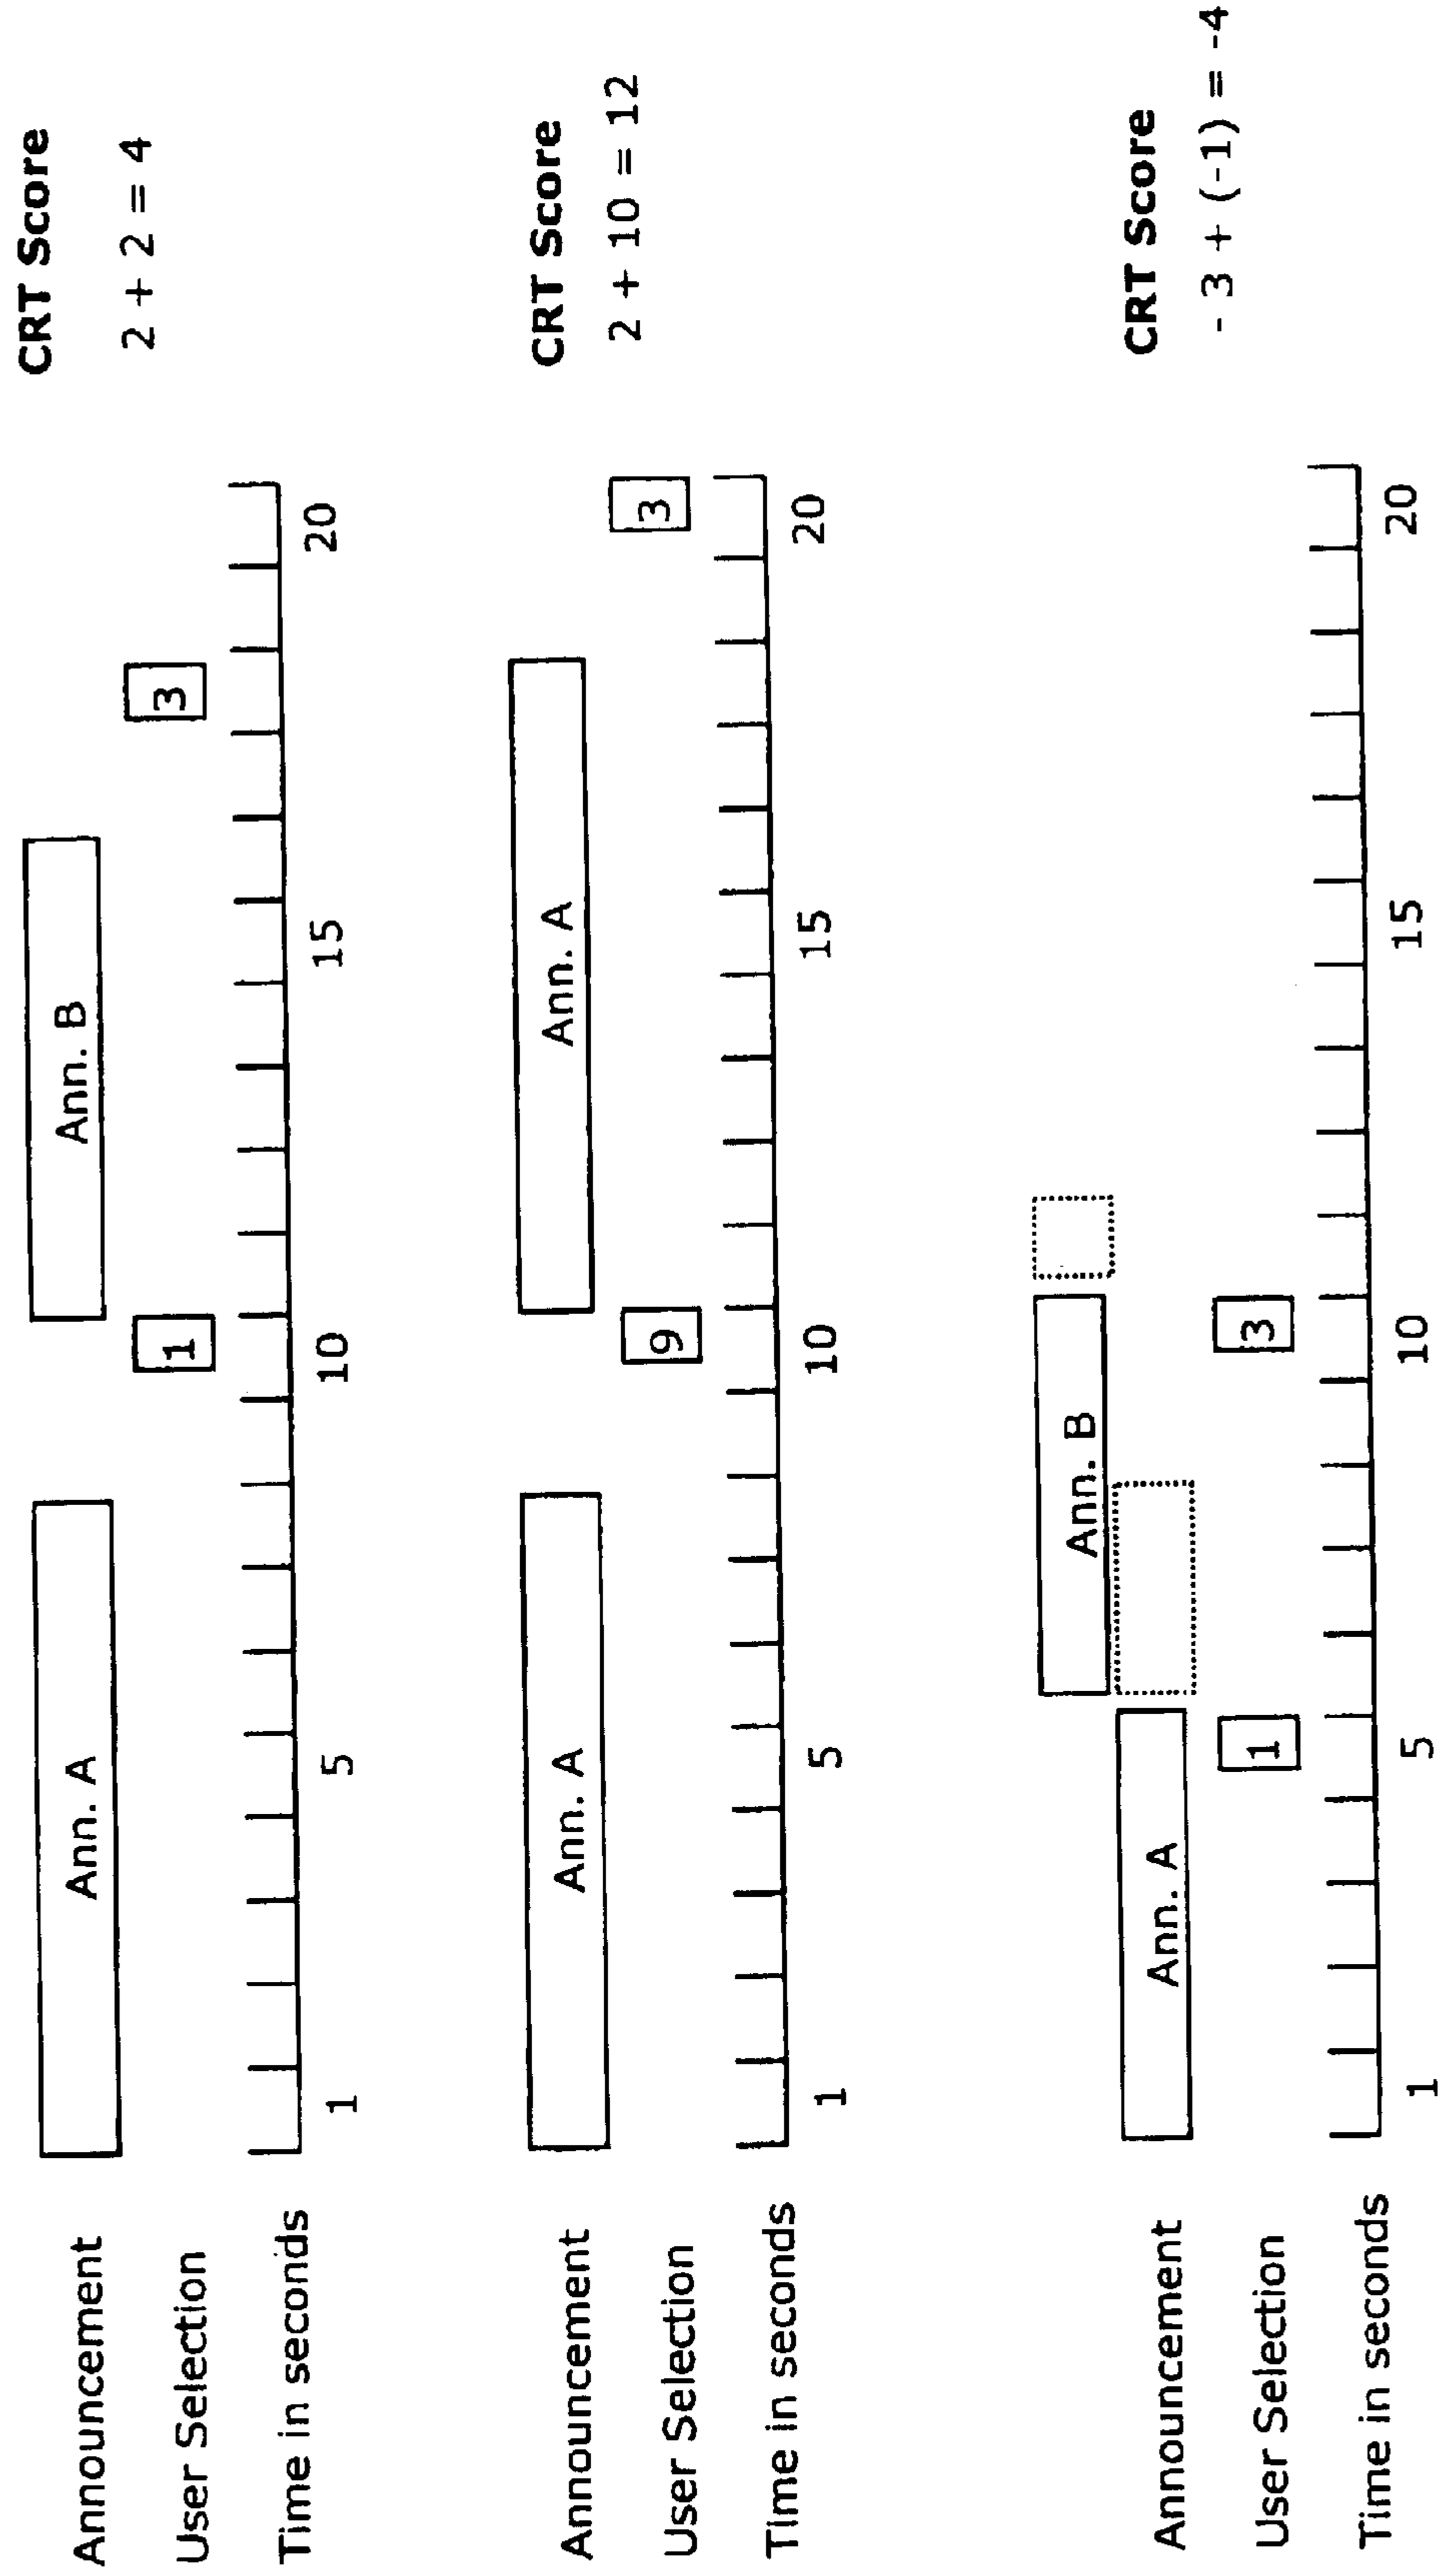 CRT Score
Announcement Ann. A Ann. B 2 + 2 = 4
User Selection 1 3
Time in seconds
1 5 10 15 20
CRT Score
Announcement Ann. A Ann. A
2 + 10 = 12
User Selection 9 3
Time in seconds
1 5 10 15 20
Ann. B
CRT Score
Announcement Ann. A
- 3 + (-1) = -4
User Selection 1 3
Time in seconds
1 5 10 15 20